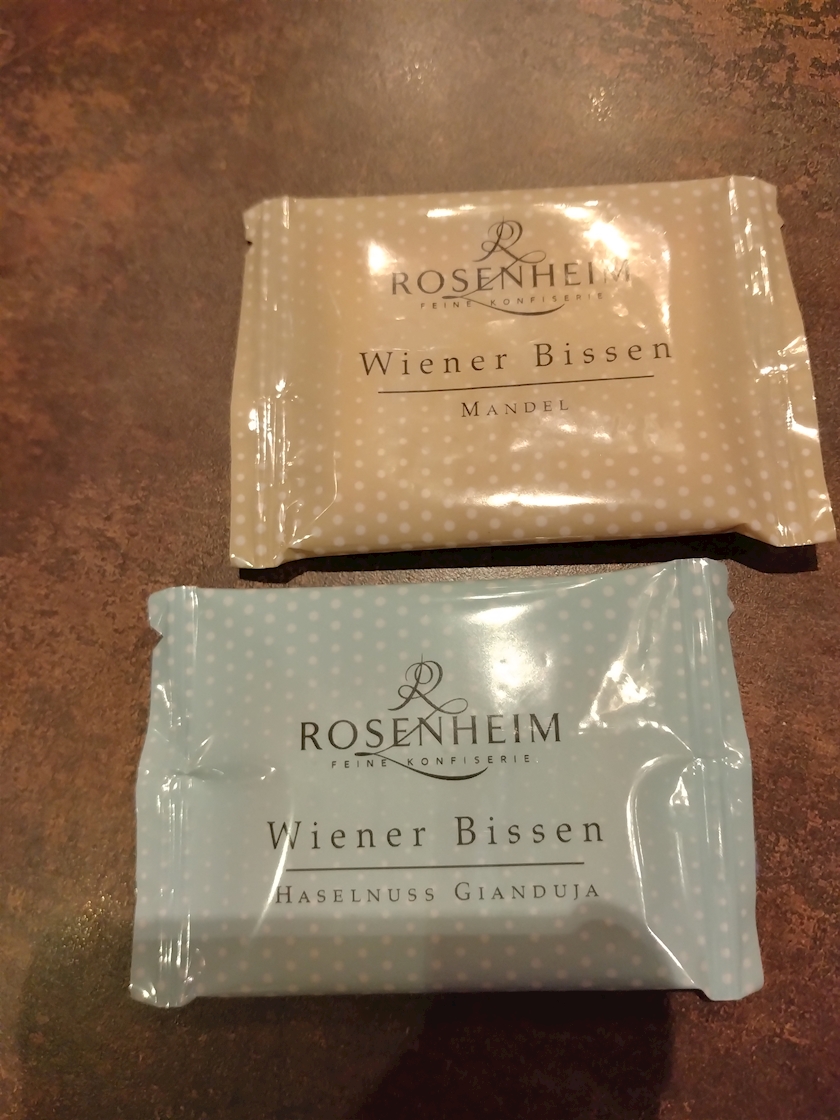 ROSENHEIM
FEINE KONFISERIE
Wiener Bissen
MANDEL
ROSENHEIM
FEINE KONFISERIE
Wiener Bissen
HASELNUSS GIANDUJA